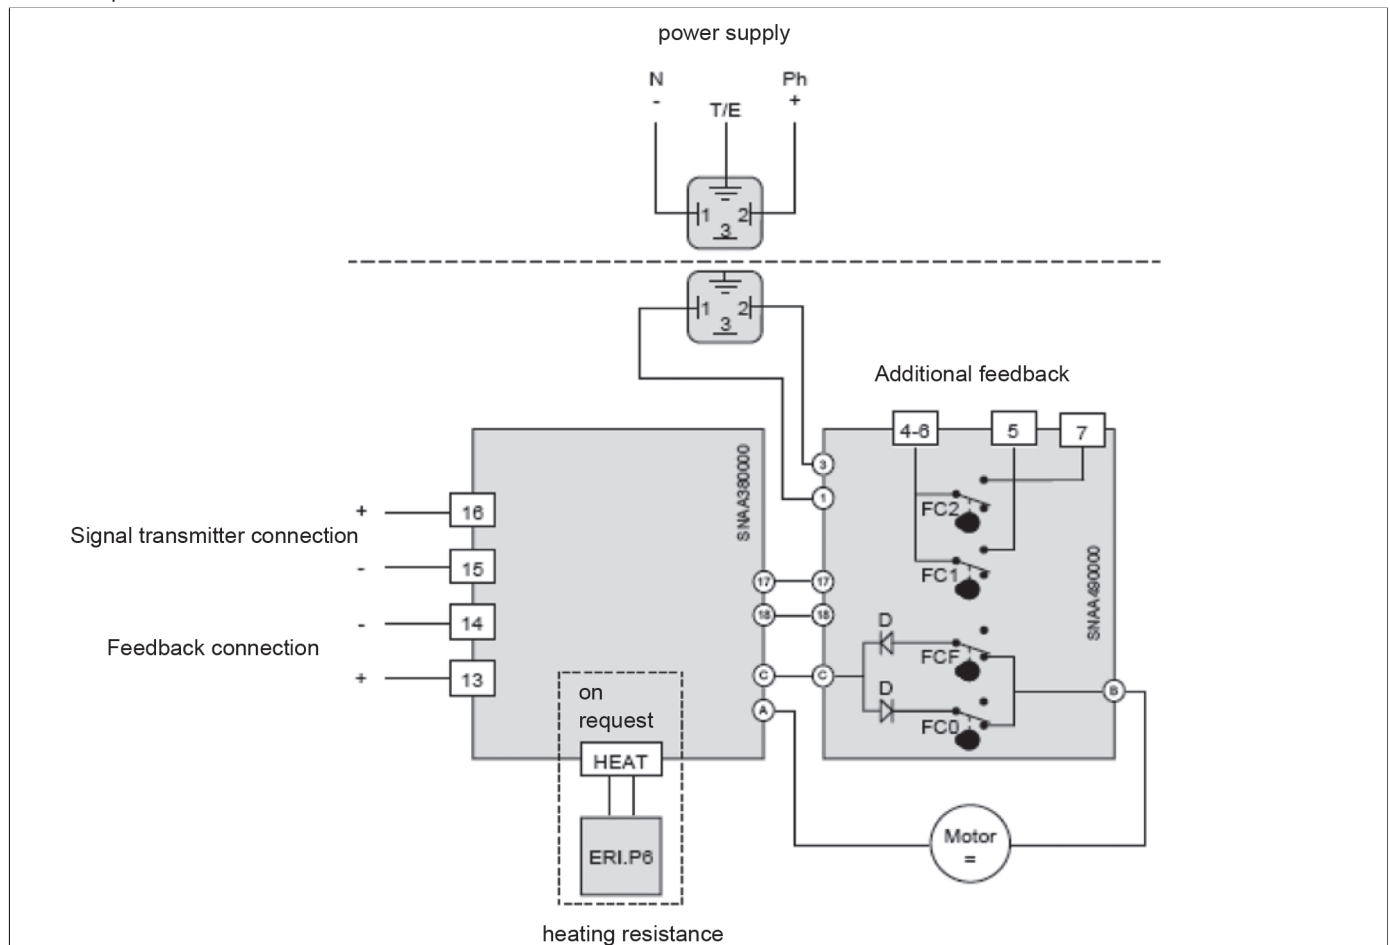 power supply
N
-
T/E
Ph
+
1
2
3
1
2
3
Additional feedback
4-6
5
7
SNAA380000
3
1
FC2
FC1
SNAA490000
+
16
Signal transmitter connection
-
15
17
17
18
18
-
14
D
Feedback connection
FCF
+
13
C
C
D
B
on
request
A
FC0
HEAT
ERI.P6
Motor
=
heating resistance